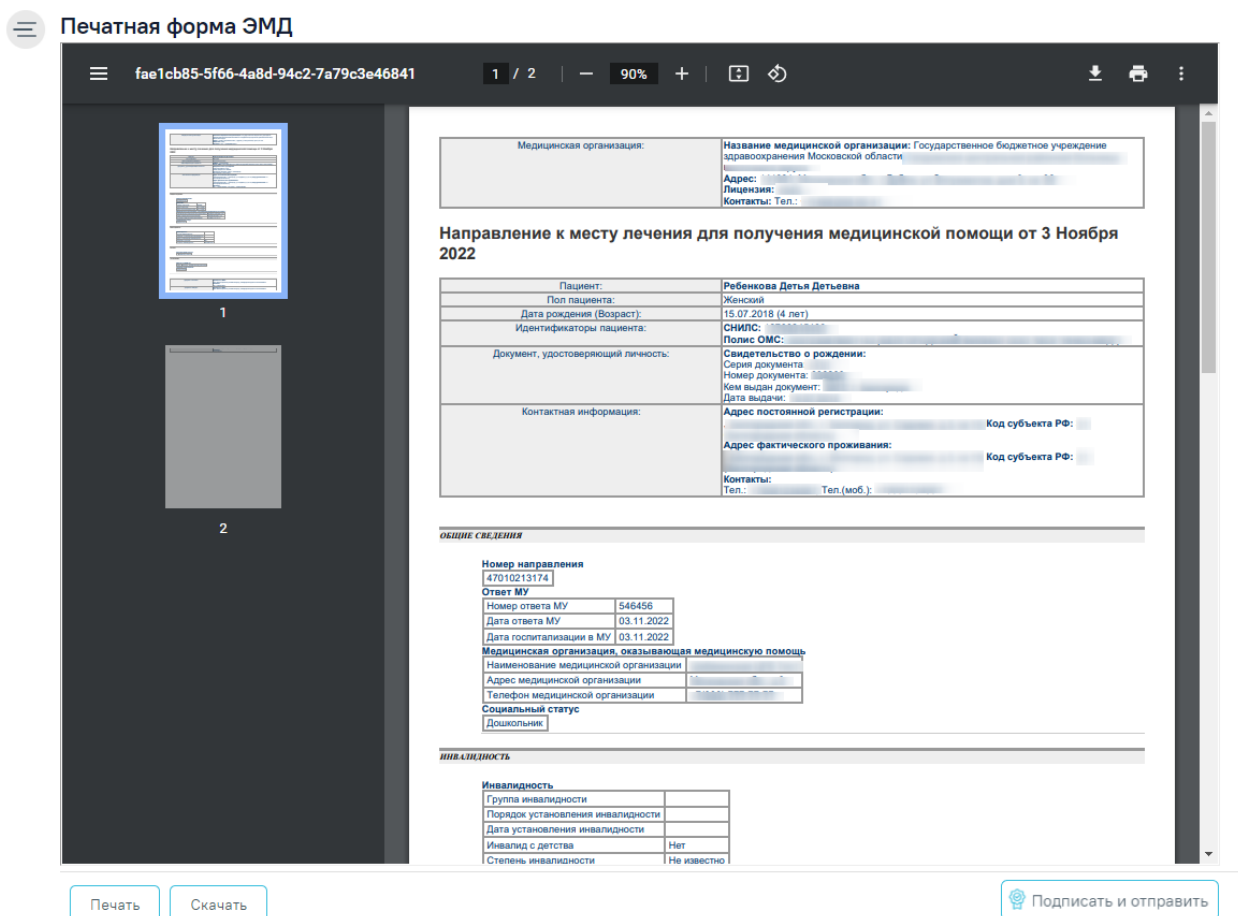 Печатная форма ЭМД
fae1cb85-5f66-4a8d-94c2-7a79c3e46841
1 / 2
90%
1
2
Медицинская организация:
Название медицинской организации: Государственное бюджетное учреждение
здравоохранения Московской области
Адрес:
Лицензия:
Контакты: Тел.:
Направление к месту лечения для получения медицинской помощи от 3 Ноября
2022
Пациент: Ребенкова Детья Детьевна
Пол пациента: Женский
Дата рождения (Возраст): 15.07.2018 (4 лет)
Идентификаторы пациента: СНИЛС:
Полис ОМС:
Документ, удостоверяющий личность: Свидетельство о рождении:
Серия документа
Номер документа:
Кем выдан документ:
Дата выдачи:
Контактная информация: Адрес постоянной регистрации:
Код субъекта РФ:
Адрес фактического проживания:
Код субъекта РФ:
Контакты:
Тел.: Тел.(моб.):
ОБЩИЕ СВЕДЕНИЯ
Номер направления
47010213174
Ответ МУ
Номер ответа МУ 546456
Дата ответа МУ 03.11.2022
Дата госпитализации в МУ 03.11.2022
Медицинская организация, оказывающая медицинскую помощь
Наименование медицинской организации
Адрес медицинской организации
Телефон медицинской организации
Социальный статус
Дошкольник
ИНВАЛИДНОСТЬ
Инвалидность
Группа инвалидности
Порядок установления инвалидности
Дата установления инвалидности
Инвалид с детства Нет
Степень инвалидности Не известно
Печать
Скачать
Подписать и отправить